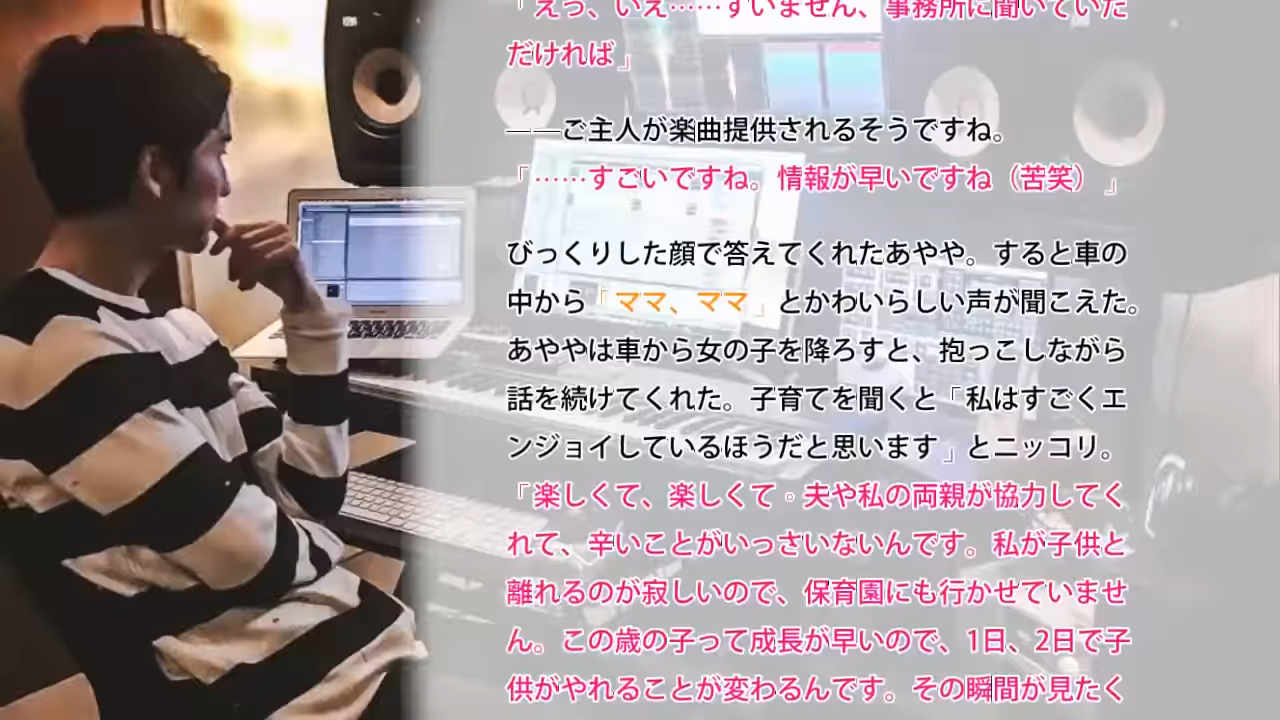 「えっ、いえ……すいません、事務所に聞いていた
だければ」
――ご主人が楽曲提供されるそうですね。
「……すごいですね。情報が早いですね（苦笑）」
びっくりした顔で答えてくれたあやや。すると車の
中から「ママ、ママ」とかわいらしい声が聞こえた。
あややは車から女の子を降ろすと、抱っこしながら
話を続けてくれた。子育てを聞くと「私はすごくエ
ンジョイしているほうだと思います」とニッコリ。
「楽しくて、楽しくて。夫や私の両親が協力してく
れて、辛いことがいっさいないんです。私が子供と
離れるのが寂しいので、保育園にも行かせていませ
ん。この歳の子って成長が早いので、1日、2日で子
供がやれることが変わるんです。その瞬間が見たく